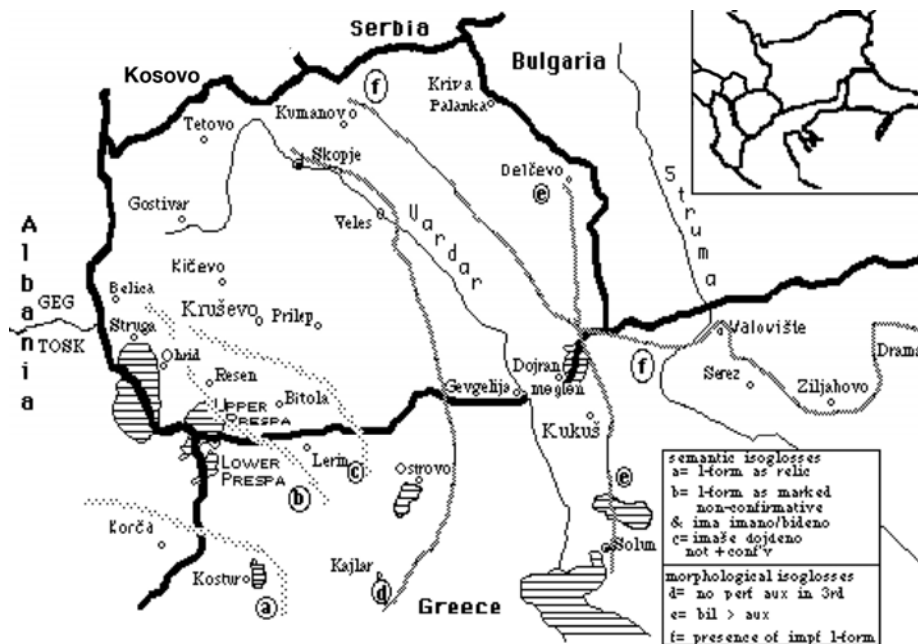 Serbia
Kosovo
Bulgaria
Kriva
Palanka
f
Kumanovo
Tetovo
Skopje
Delčevo
e
Struma
Gostivar
Veles
Vardar
Albania
Kičevo
Belica
GEG
Kruševo
Prilep
Struga
TOSK
Ohrid
Valovište
f
Drama
Dojran
Resen
Bitola
Gevgelija
meglen
Serez
Ziljahovo
UPPER
PRESPA
Kukuš
Lerin
c
LOWER
PRESPA
Ostrovo
e
b
Korča
Solun
Kosturo
Kajlar
a
d
Greece
semantic isoglosses
a= l-form as relic
b= l-form as marked
non-confirmative
& ima imano/bideno
c= imaše dojdeno
not + conf'v
morphological isoglosses
d= no perf aux in 3rd
e= bil > aux
f= presence of impf l-form